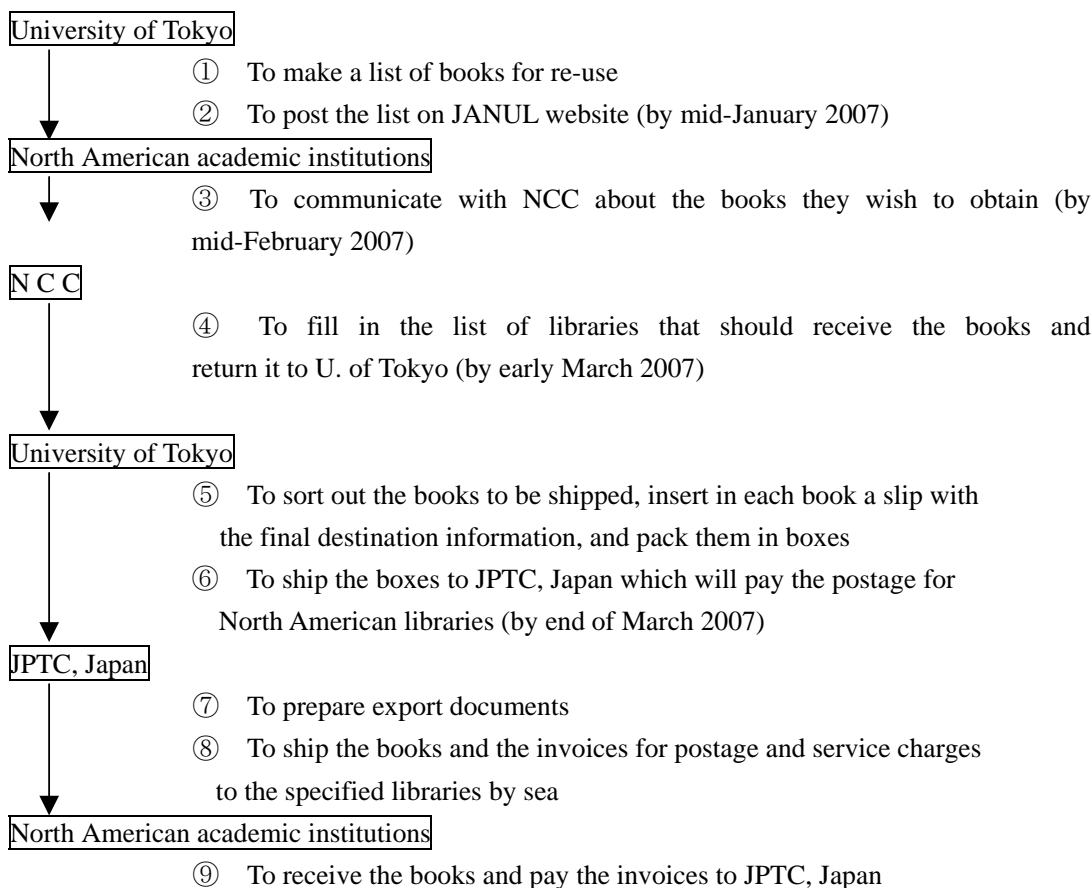 University of Tokyo
① To make a list of books for re-use
② To post the list on JANUL website (by mid-January 2007)
North American academic institutions
③ To communicate with NCC about the books they wish to obtain (by
mid-February 2007)
N C C
④ To fill in the list of libraries that should receive the books and
return it to U. of Tokyo (by early March 2007)
University of Tokyo
⑤ To sort out the books to be shipped, insert in each book a slip with
the final destination information, and pack them in boxes
⑥ To ship the boxes to JPTC, Japan which will pay the postage for
North American libraries (by end of March 2007)
JPTC, Japan
⑦ To prepare export documents
⑧ To ship the books and the invoices for postage and service charges
to the specified libraries by sea
North American academic institutions
⑨ To receive the books and pay the invoices to JPTC, Japan